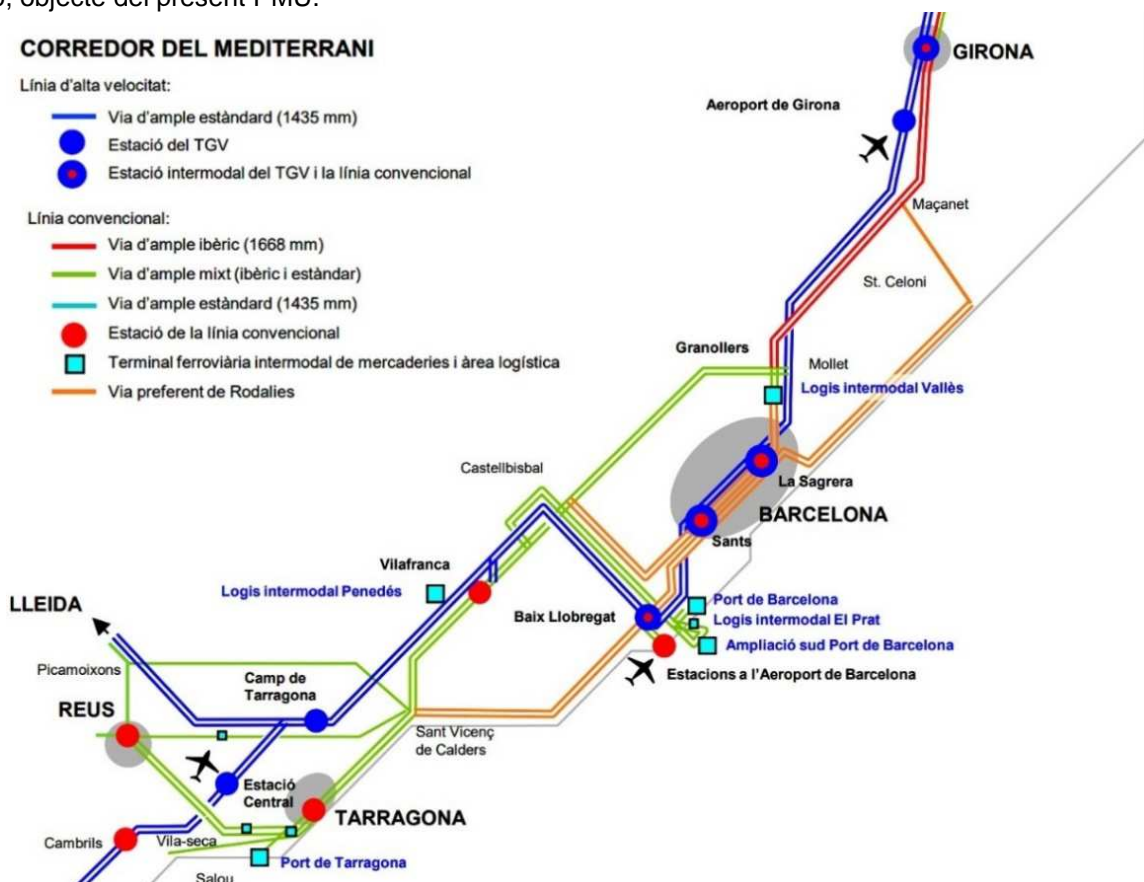 objecte del present PMU.
CORREDOR DEL MEDITERRANI
Línia d'alta velocitat:
Via d'ample estàndard (1435 mm)
Estació del TGV
Estació intermodal del TGV i la línia convencional
Línia convencional:
Via d'ample ibèric (1668 mm)
Via d'ample mixt (ibèric i estàndar)
Via d'ample estàndard (1435 mm)
Estació de la línia convencional
Terminal ferroviària intermodal de mercaderies i àrea logística
Via preferent de Rodalies
GIRONA
Aeroport de Girona
Maçanet
St. Celoni
Granollers
Mollet
Logis intermodal Vallès
Castellbisbal
La Sagrera
BARCELONA
Sants
Vilafranca
Logis intermodal Penedés
LLEIDA
Baix Llobregat
Port de Barcelona
Logis intermodal El Prat
Ampliació sud Port de Barcelona
Estacions a l'Aeroport de Barcelona
Picamoixons
Camp de
Tarragona
REUS
Sant Vicenç
de Calders
Estació
Central
TARRAGONA
Cambrils
Vila-seca
Port de Tarragona
Salou